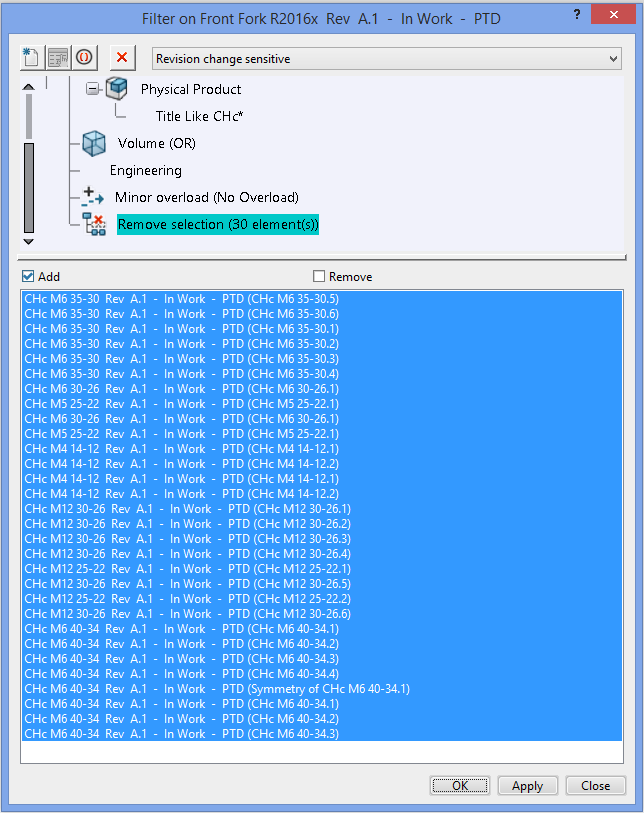 Filter on Front Fork R2016x  Rev  A.1  -  In Work  -  PTD
?
Revision change sensitive
Physical Product
Title Like CHc*
Volume (OR)
Engineering
Minor overload (No Overload)
Remove selection (30 element(s))
Add
Remove
CHc M6 35-30  Rev  A.1  -  In Work  -  PTD (CHc M6 35-30.5)
CHc M6 35-30  Rev  A.1  -  In Work  -  PTD (CHc M6 35-30.6)
CHc M6 35-30  Rev  A.1  -  In Work  -  PTD (CHc M6 35-30.1)
CHc M6 35-30  Rev  A.1  -  In Work  -  PTD (CHc M6 35-30.2)
CHc M6 35-30  Rev  A.1  -  In Work  -  PTD (CHc M6 35-30.3)
CHc M6 35-30  Rev  A.1  -  In Work  -  PTD (CHc M6 35-30.4)
CHc M6 30-26  Rev  A.1  -  In Work  -  PTD (CHc M6 30-26.1)
CHc M5 25-22  Rev  A.1  -  In Work  -  PTD (CHc M5 25-22.1)
CHc M6 30-26  Rev  A.1  -  In Work  -  PTD (CHc M6 30-26.1)
CHc M5 25-22  Rev  A.1  -  In Work  -  PTD (CHc M5 25-22.1)
CHc M4 14-12  Rev  A.1  -  In Work  -  PTD (CHc M4 14-12.1)
CHc M4 14-12  Rev  A.1  -  In Work  -  PTD (CHc M4 14-12.2)
CHc M4 14-12  Rev  A.1  -  In Work  -  PTD (CHc M4 14-12.1)
CHc M4 14-12  Rev  A.1  -  In Work  -  PTD (CHc M4 14-12.2)
CHc M12 30-26  Rev  A.1  -  In Work  -  PTD (CHc M12 30-26.1)
CHc M12 30-26  Rev  A.1  -  In Work  -  PTD (CHc M12 30-26.2)
CHc M12 30-26  Rev  A.1  -  In Work  -  PTD (CHc M12 30-26.3)
CHc M12 30-26  Rev  A.1  -  In Work  -  PTD (CHc M12 30-26.4)
CHc M12 25-22  Rev  A.1  -  In Work  -  PTD (CHc M12 25-22.1)
CHc M12 30-26  Rev  A.1  -  In Work  -  PTD (CHc M12 30-26.5)
CHc M12 25-22  Rev  A.1  -  In Work  -  PTD (CHc M12 25-22.2)
CHc M12 30-26  Rev  A.1  -  In Work  -  PTD (CHc M12 30-26.6)
CHc M6 40-34  Rev  A.1  -  In Work  -  PTD (CHc M6 40-34.1)
CHc M6 40-34  Rev  A.1  -  In Work  -  PTD (CHc M6 40-34.2)
CHc M6 40-34  Rev  A.1  -  In Work  -  PTD (CHc M6 40-34.3)
CHc M6 40-34  Rev  A.1  -  In Work  -  PTD (CHc M6 40-34.4)
CHc M6 40-34  Rev  A.1  -  In Work  -  PTD (Symmetry of CHc M6 40-34.1)
CHc M6 40-34  Rev  A.1  -  In Work  -  PTD (CHc M6 40-34.1)
CHc M6 40-34  Rev  A.1  -  In Work  -  PTD (CHc M6 40-34.2)
CHc M6 40-34  Rev  A.1  -  In Work  -  PTD (CHc M6 40-34.3)
OK
Apply
Close